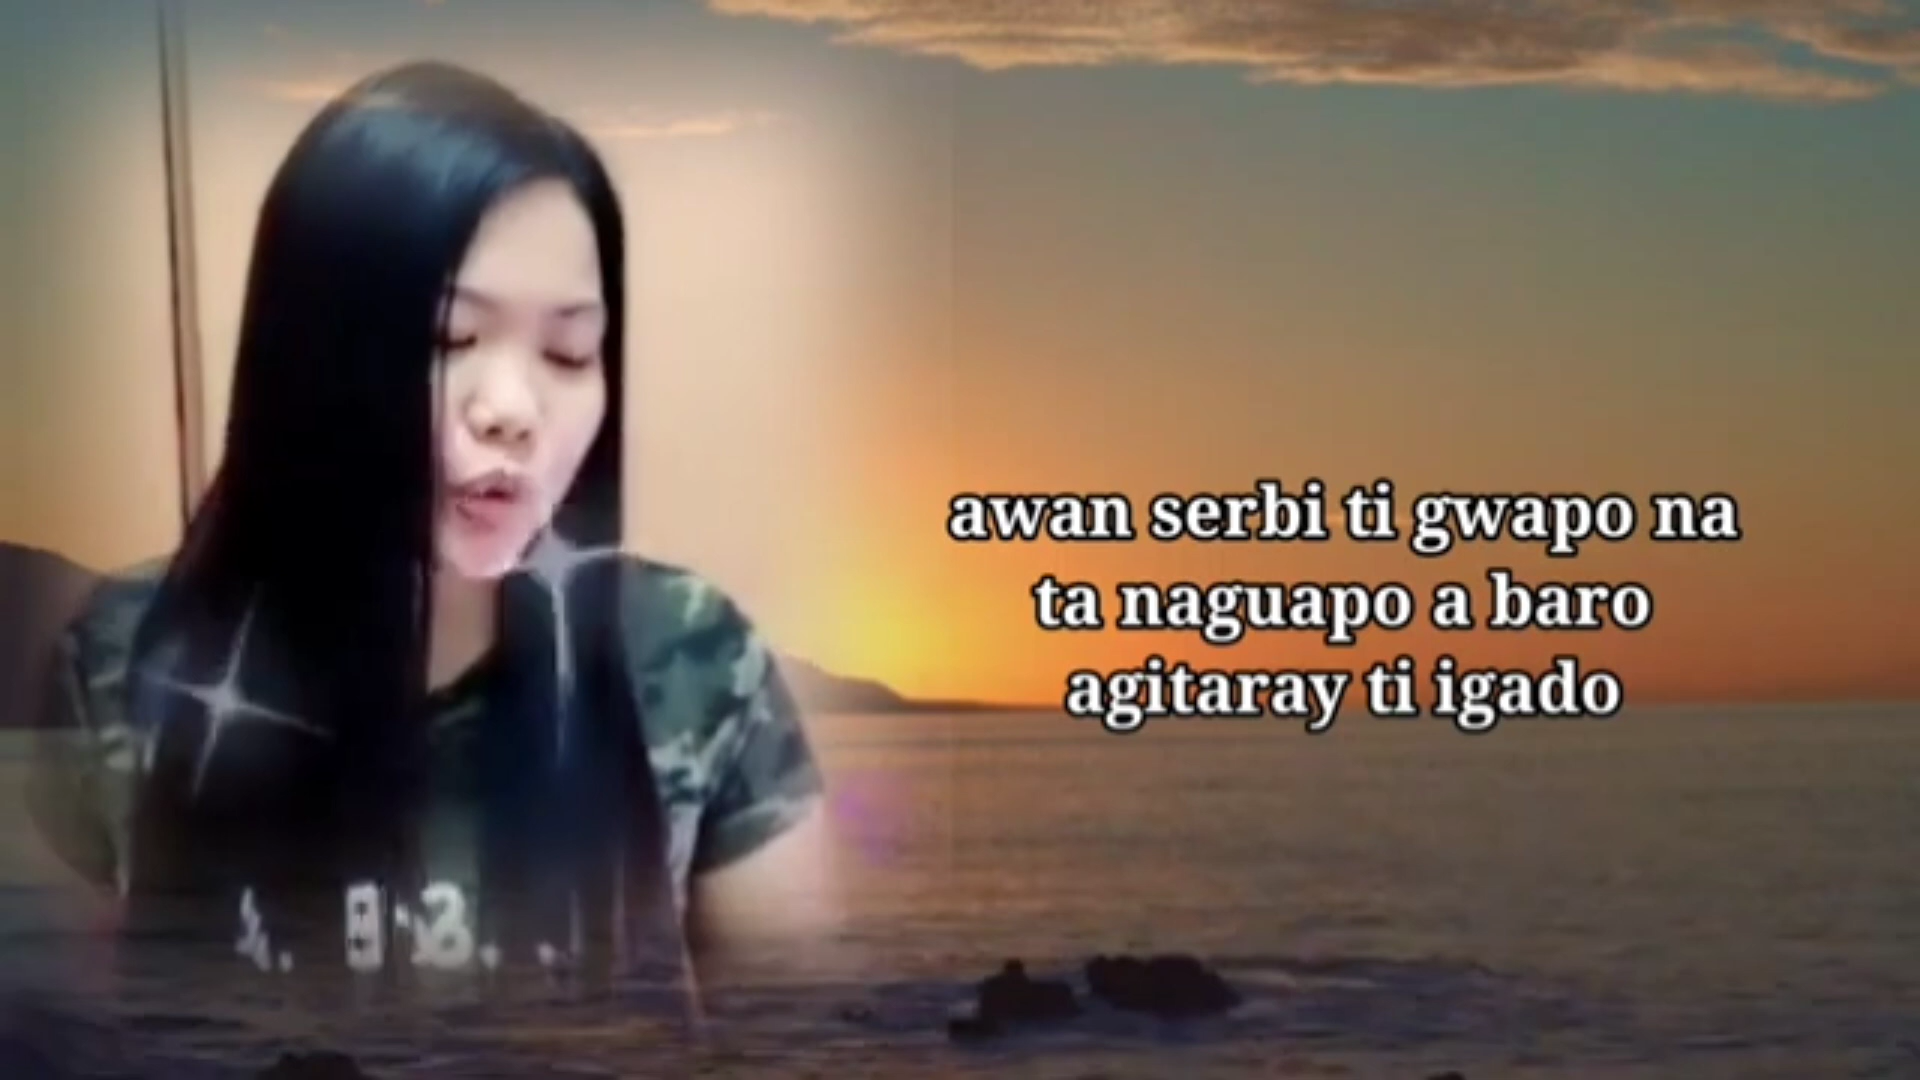 awan serbi ti gwapo na
ta naguapo a baro
agitaray ti igado